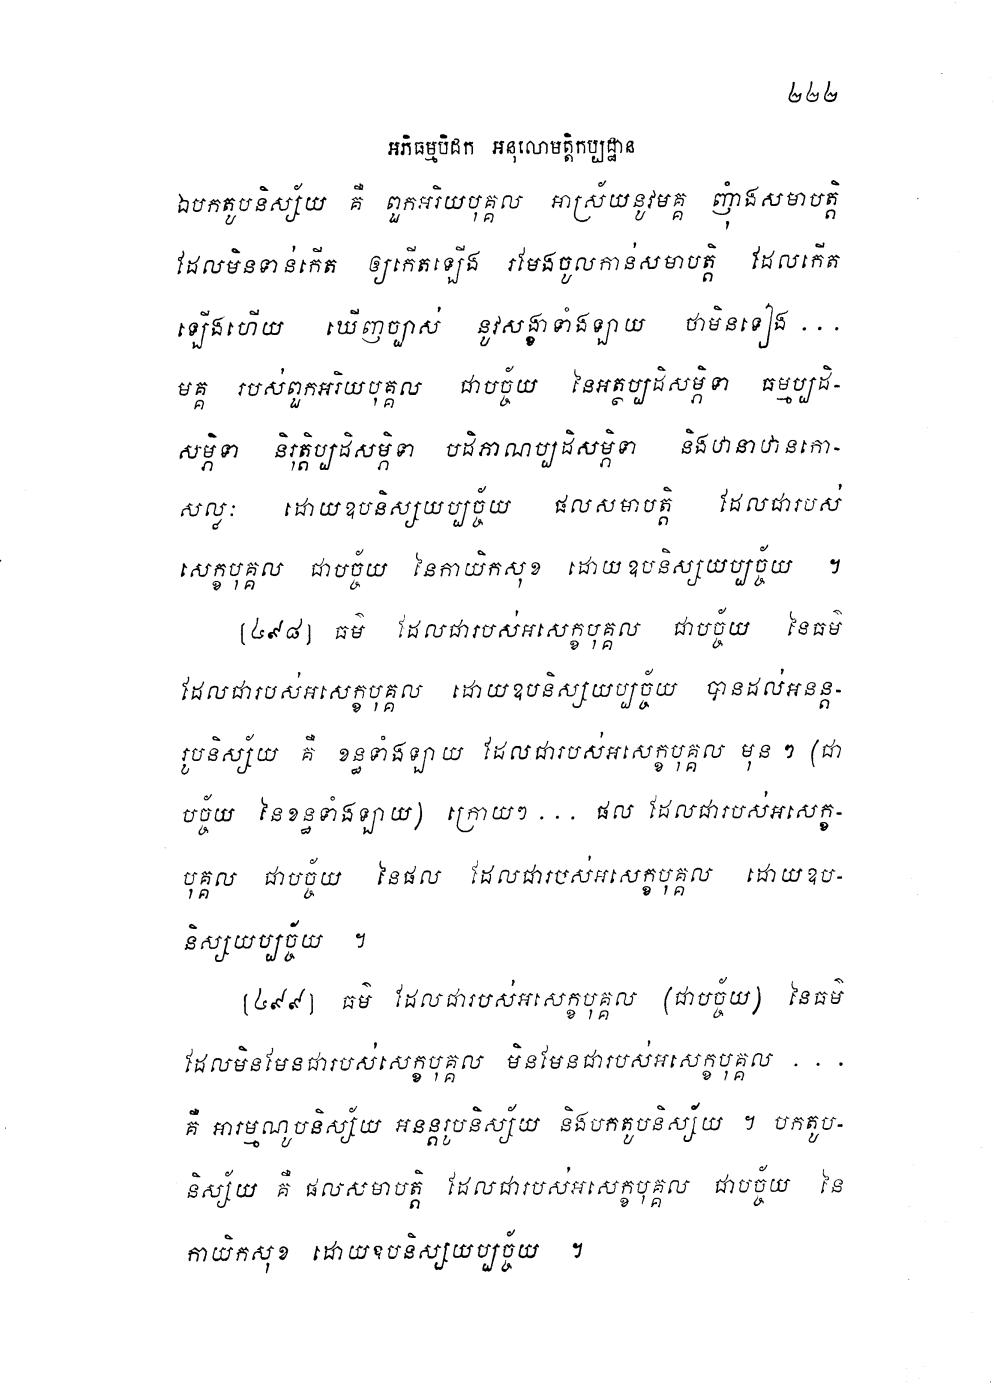 ២២២
អភិធម្មបិដក អនុលោមត្តិកប្បដ្ឋាន
ឯបកតូបនិស្ស័យ គឺ ពួកអរិយបុគ្គល អាស្រ័យនូវមគ្គ ញុំាងសមាបត្តិ
ដែលមិនទាន់កើត ឲ្យកើតឡើង រមែងចូលកាន់សមាបត្តិ ដែលកើត
ឡើងហើយ ឃើញច្បាស់ នូវសង្ខារទាំងឡាយ ថាមិនទៀង . . .
មគ្គ របស់ពួកអរិយបុគ្គល ជាបច្ច័យ នៃអត្ថប្បដិសម្ភិទា ធម្មប្បដិ-
សម្ភិទា និរុត្តិប្បដិសម្ភិទា បដិភាណប្បដិសម្ភិទា និងឋានាឋានកោ-
សល្លៈ ដោយឧបនិស្សយប្បច្ច័យ ផលសមាបត្តិ ដែលជារបស់
សេក្ខបុគ្គល ជាបច្ច័យ នៃកាយិកសុខ ដោយឧបនិស្សយប្បច្ច័យ ។
[៤៩៨] ធម៌ ដែលជារបស់អសេក្ខបុគ្គល ជាបច្ច័យ នៃធម៌
ដែលជារបស់អសេក្ខបុគ្គល ដោយឧបនិស្សយប្បច្ច័យ បានដល់អនន្ត-
រូបនិស្ស័យ គឺ ខន្ធទាំងឡាយ ដែលជារបស់អសេក្ខបុគ្គល មុន ៗ (ជា
បច្ច័យ នៃខន្ធទាំងឡាយ) ក្រោយៗ . . . ផល ដែលជារបស់អសេក្ខ-
បុគ្គល ជាបច្ច័យ នៃផល ដែលជារបស់អសេក្ខបុគ្គល ដោយឧប-
និស្សយប្បច្ច័យ ។
[៤៩៩] ធម៌ ដែលជារបស់អសេក្ខបុគ្គល (ជាបច្ច័យ) នៃធម៌
ដែលមិនមែនជារបស់សេក្ខបុគ្គល មិនមែនជារបស់អសេក្ខបុគ្គល . . .
គឺ អារម្មណូបនិស្ស័យ អនន្តរូបនិស្ស័យ និងបកតូបនិស្ស័យ ។ បកតូប-
និស្ស័យ គឺ ផលសមាបត្តិ ដែលជារបស់អសេក្ខបុគ្គល ជាបច្ច័យ នៃ
កាយិកសុខ ដោយឧបនិស្សយប្បច្ច័យ ។